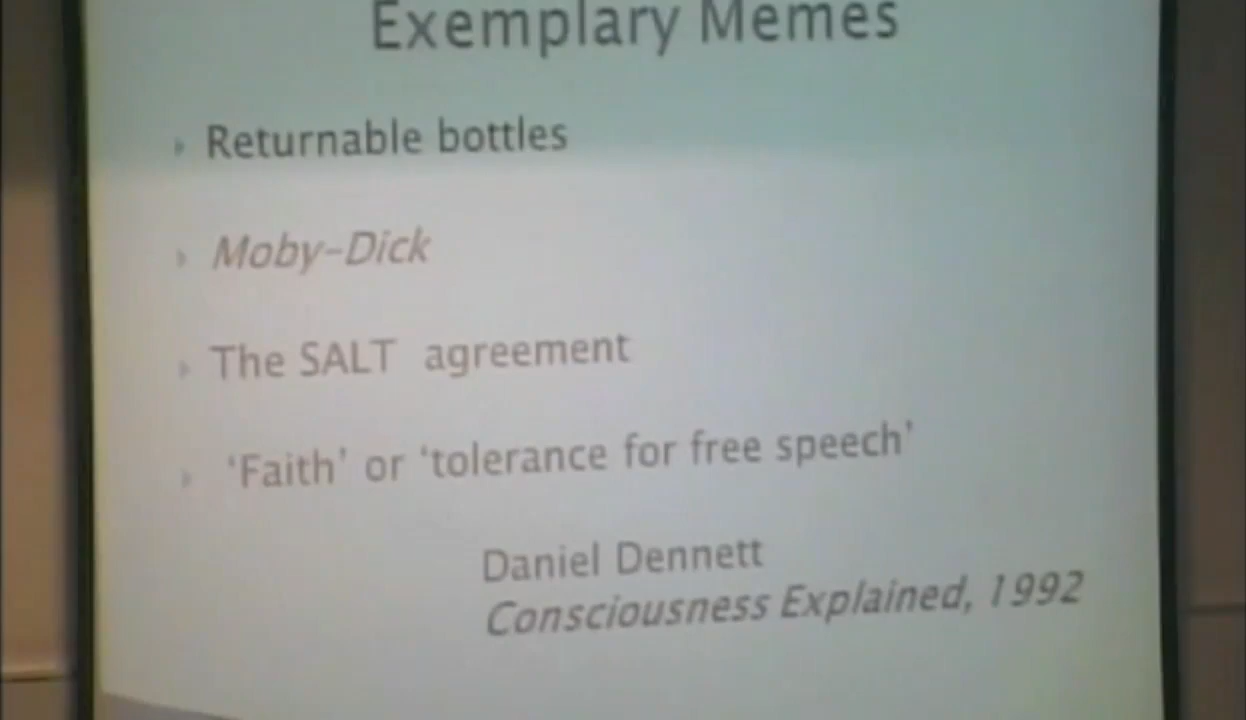 Exemplary Memes
Returnable bottles
Moby-Dick
The SALT agreement
‘Faith’ or ‘tolerance for free speech’
Daniel Dennett
Consciousness Explained, 1992